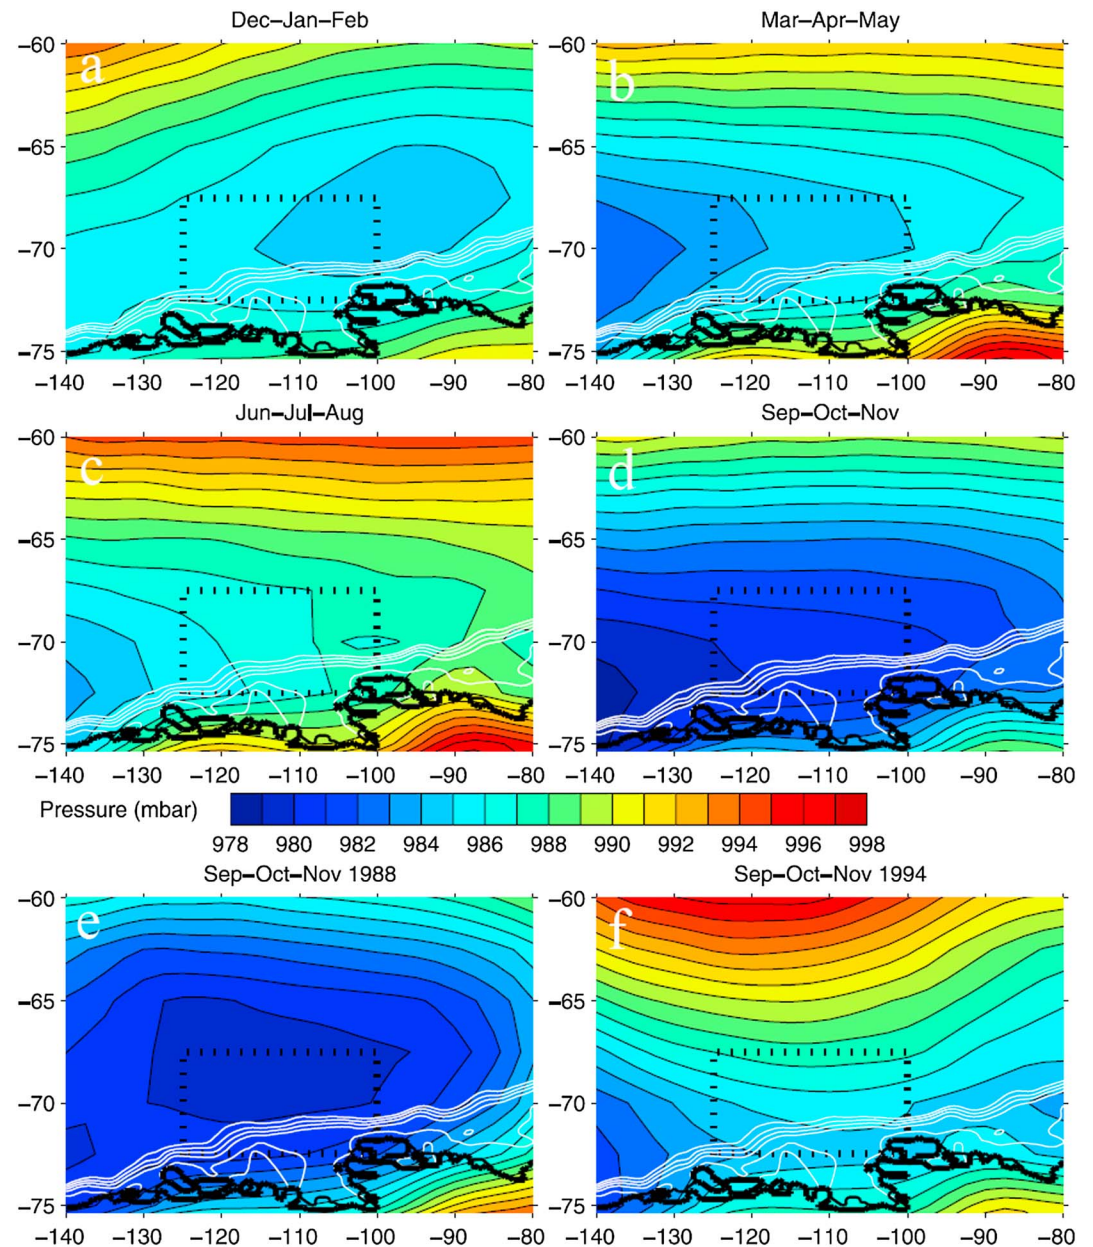 Dec–Jan–Feb Mar–Apr–May
–60 a –60 b
–65 –65
–70 –70
–75 –75
–140 –130 –120 –110 –100 –90 –80 –140 –130 –120 –110 –100 –90 –80
Jun–Jul–Aug Sep–Oct–Nov
–60 c –60 d
–65 –65
–70 –70
–75 –75
–140 –130 –120 –110 –100 –90 –80 –140 –130 –120 –110 –100 –90 –80
Pressure (mbar)
978 980 982 984 986 988 990 992 994 996 998
Sep–Oct–Nov 1988 Sep–Oct–Nov 1994
–60 e –60 f
–65 –65
–70 –70
–75 –75
–140 –130 –120 –110 –100 –90 –80 –140 –130 –120 –110 –100 –90 –80